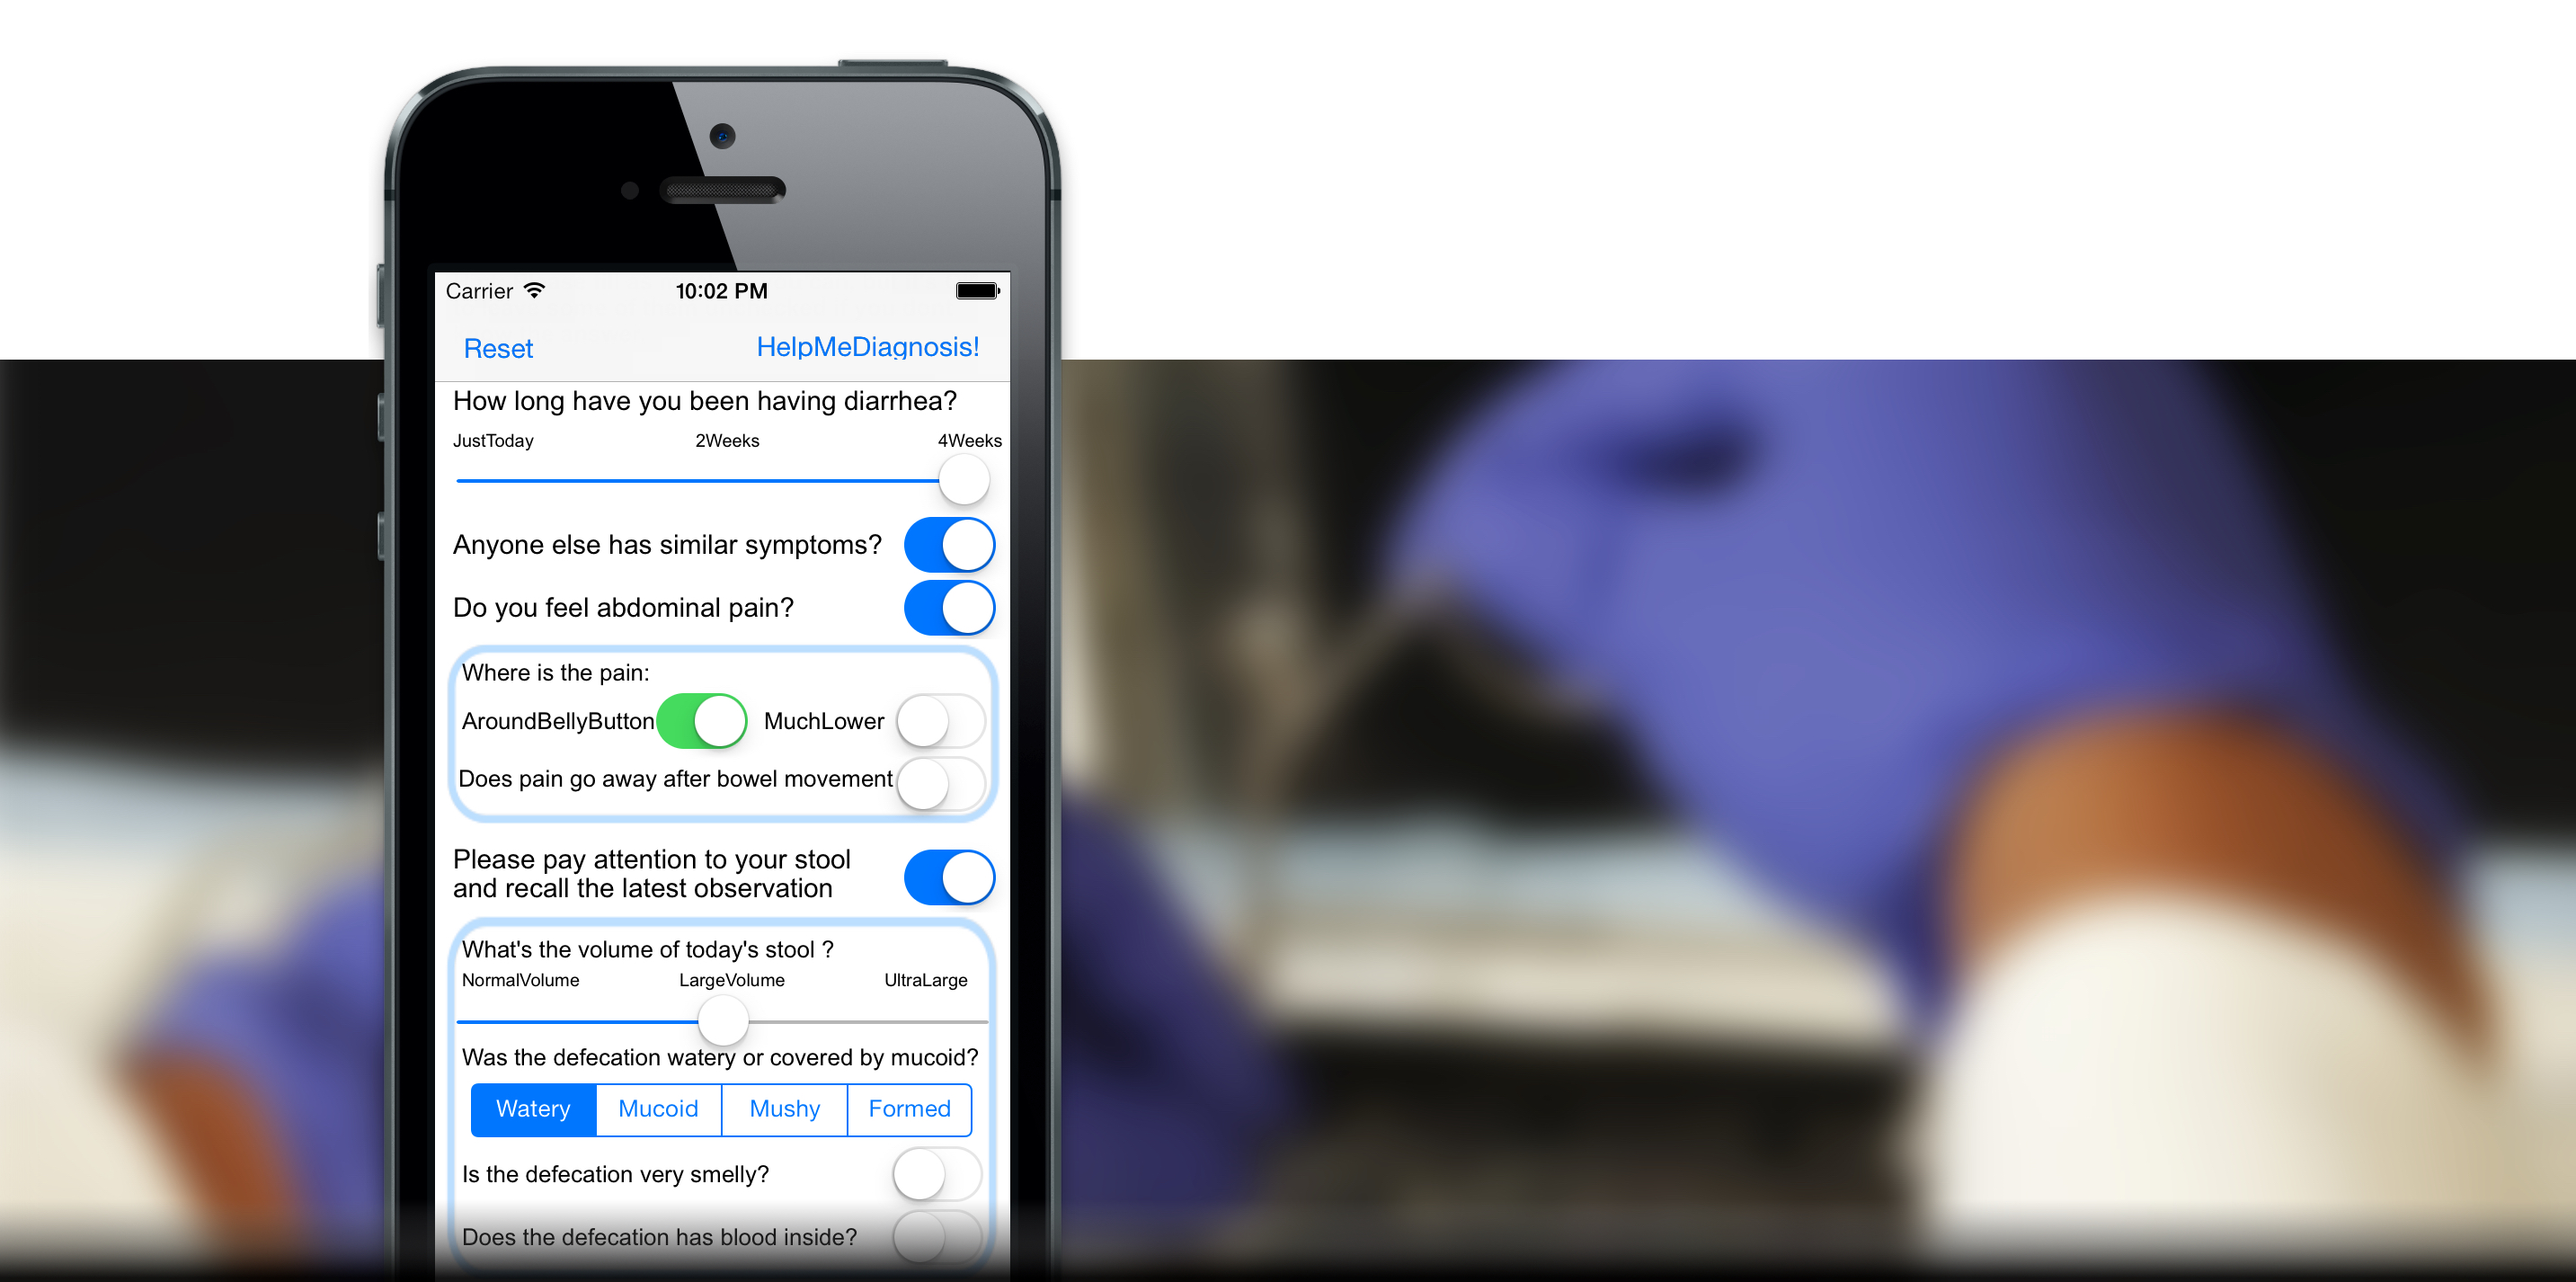 Carrier 10:02 PM
Reset HelpMeDiagnosis!
How long have you been having diarrhea?
JustToday 2Weeks 4Weeks
Anyone else has similar symptoms?
Do you feel abdominal pain?
Where is the pain:
AroundBellyButton MuchLower
Does pain go away after bowel movement
Please pay attention to your stool
and recall the latest observation
What's the volume of today's stool ?
NormalVolume LargeVolume UltraLarge
Was the defecation watery or covered by mucoid?
Watery Mucoid Mushy Formed
Is the defecation very smelly?
Does the defecation has blood inside?